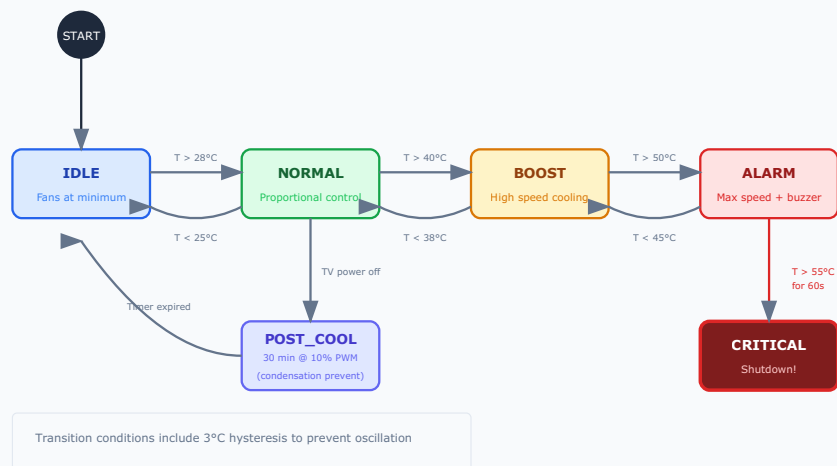 START
T > 28°C
T > 40°C
T > 50°C
IDLE
Fans at minimum
NORMAL
Proportional control
BOOST
High speed cooling
ALARM
Max speed + buzzer
T < 25°C
T < 38°C
T < 45°C
TV power off
T > 55°C
for 60s
Timer expired
POST_COOL
30 min @ 10% PWM
(condensation prevent)
CRITICAL
Shutdown!
Transition conditions include 3°C hysteresis to prevent oscillation